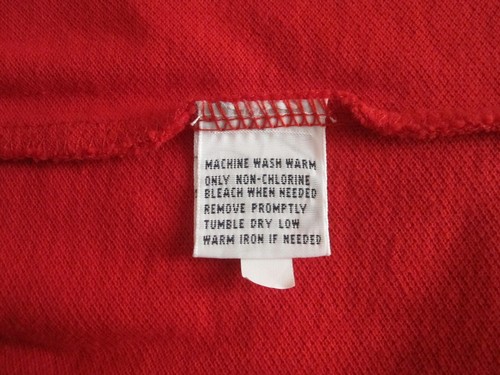 MACHINE WASH WARM
ONLY NON-CHLORINE
BLEACH WHEN NEEDED
REMOVE PROMPTLY
TUMBLE DRY LOW
WARM IRON IF NEEDED